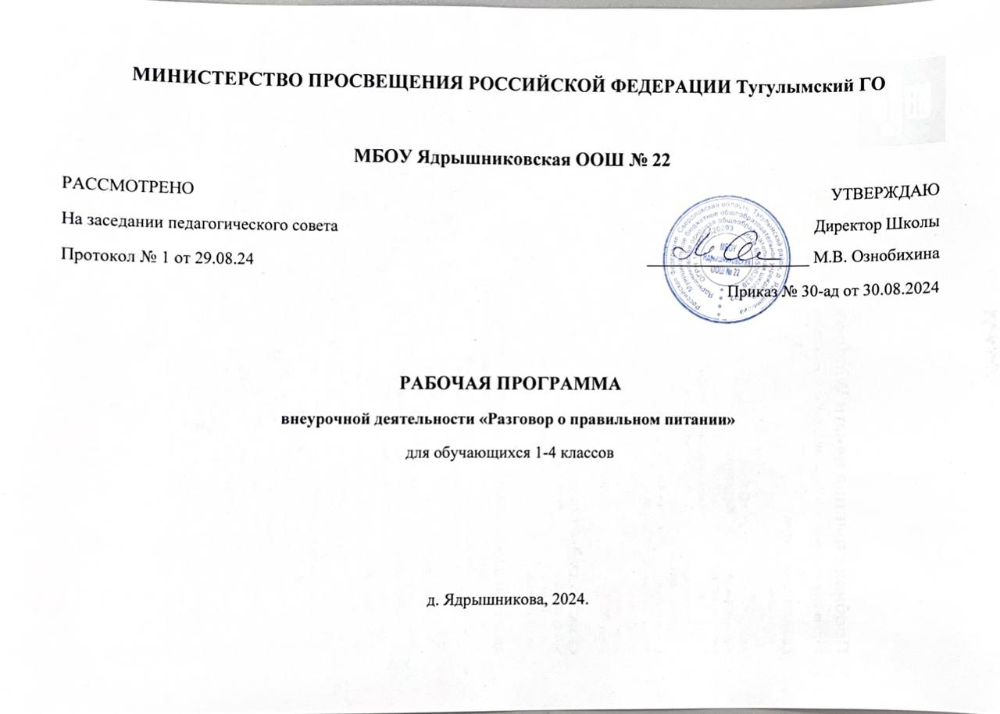 МИНИСТЕРСТВО ПРОСВЕЩЕНИЯ РОССИЙСКОЙ ФЕДЕРАЦИИ Тугулымский ГО
МБОУ Ядрышниковская ООШ № 22
РАССМОТРЕНО
УТВЕРЖДАЮ
На заседании педагогического совета
Директор Школы
Протокол № 1 от 29.08.24
М.В. Ознобихина
Приказ № 30-ад от 30.08.2024
МБОУ
ООШ № 22
РАБОЧАЯ ПРОГРАММА
внеурочной деятельности «Разговор о правильном питании»
для обучающихся 1-4 классов
д. Ядрышникова, 2024.